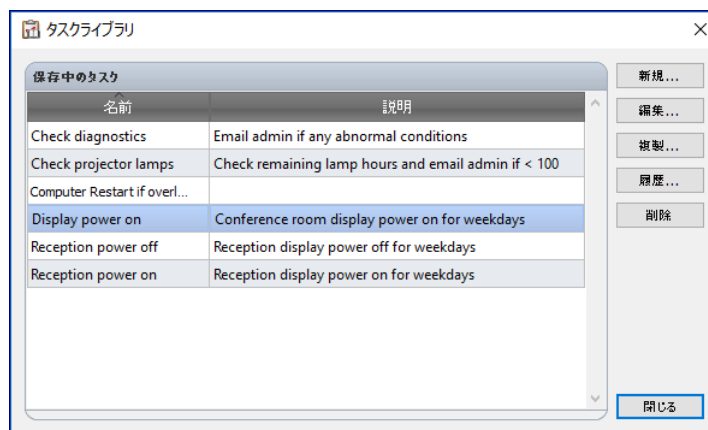 タスクライブラリ
保存中のタスク
名前 説明
Check diagnostics Email admin if any abnormal conditions
Check projector lamps Check remaining lamp hours and email admin if < 100
Computer Restart if overl...
Display power on Conference room display power on for weekdays
Reception power off Reception display power off for weekdays
Reception power on Reception display power on for weekdays
新規...
編集...
複製...
履歴...
削除
閉じる